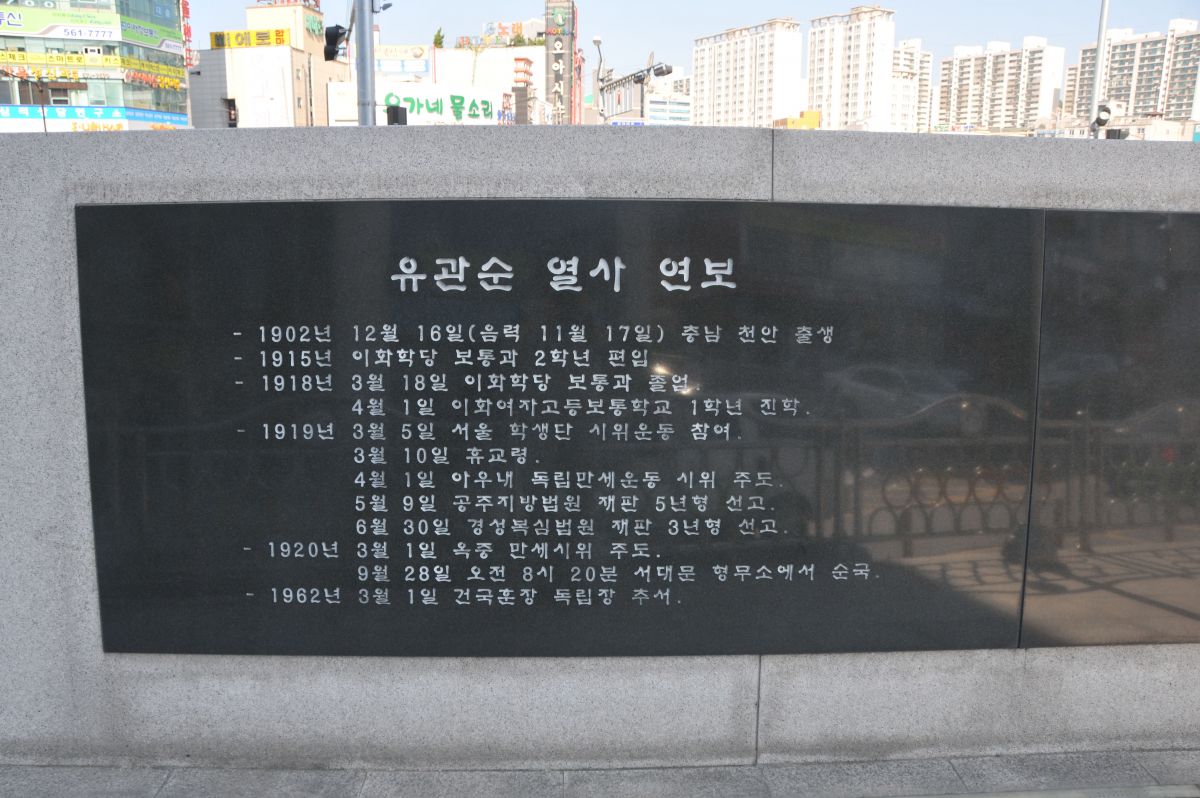 561-7777
유가네 물소리
노래
유관순 열사 연보
- 1902년 12월 16일(음력 11월 17일) 충남 천안 출생
- 1915년 이화학당 보통과 2학년 편입
- 1918년 3월 18일 이화학당 보통과 졸업.
4월 1일 이화여자고등보통학교 1학년 진학.
- 1919년 3월 5일 서울 학생단 시위운동 참여.
3월 10일 휴교령.
4월 1일 아우내 독립만세운동 시위 주도.
5월 9일 공주지방법원 재판 5년형 선고.
6월 30일 경성복심법원 재판 3년형 선고.
- 1920년 3월 1일 옥중 만세시위 주도.
9월 28일 오전 8시 20분 서대문 형무소에서 순국.
- 1962년 3월 1일 건국훈장 독립장 추서.